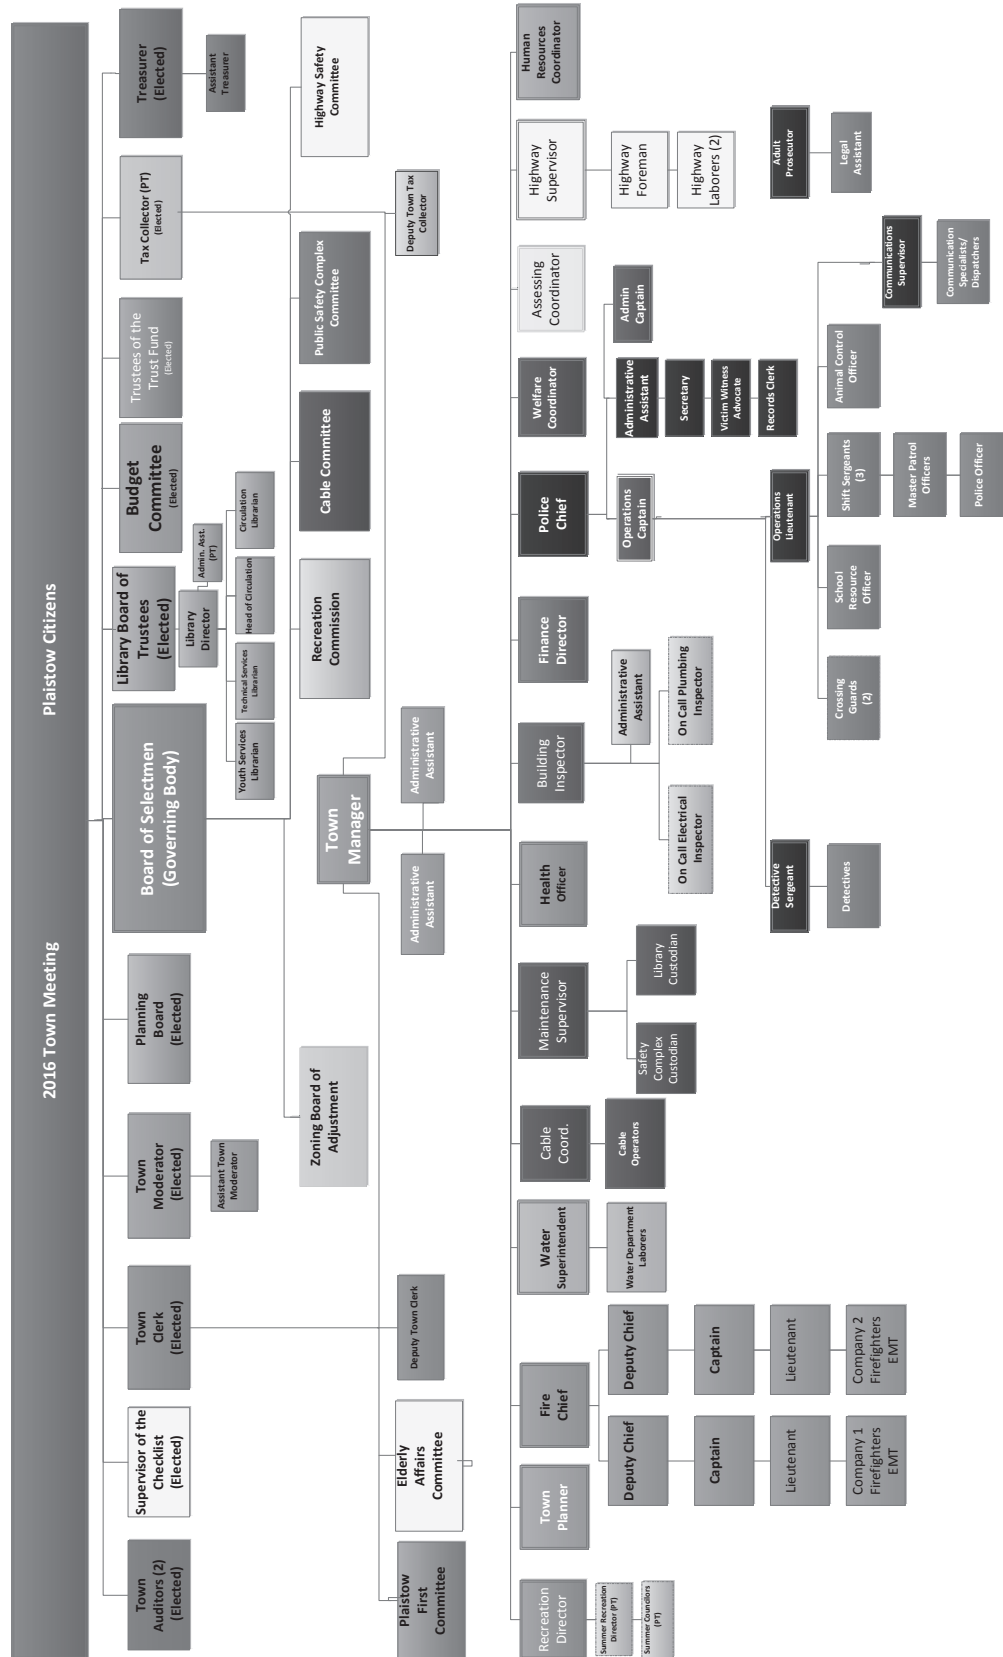 2016 Town Meeting
Plaistow Citizens
Town
Auditors (2)
(Elected)
Supervisor of the
Checklist
(Elected)
Town
Clerk
(Elected)
Town
Moderator
(Elected)
Planning
Board
(Elected)
Board of Selectmen
(Governing Body)
Library Board of
Trustees
(Elected)
Budget
Committee
(Elected)
Trustees of the
Trust Fund
(Elected)
Tax Collector (PT)
(Elected)
Treasurer
(Elected)
Assistant Town
Moderator
Library
Director
Admin. Asst.
(PT)
Assistant
Treasurer
Youth Services
Librarian
Technical Services
Librarian
Head of Circulation
Circulation
Librarian
Zoning Board of
Adjustment
Recreation
Commission
Cable Committee
Public Safety Complex
Committee
Highway Safety
Committee
Town
Manager
Plaistow
First
Committee
Elderly
Affairs
Committee
Deputy Town Clerk
Administrative
Assistant
Administrative
Assistant
Deputy Town Tax
Collector
Recreation
Director
Town
Planner
Fire
Chief
Water
Superintendent
Cable
Coord.
Maintenance
Supervisor
Health
Officer
Building
Inspector
Finance
Director
Police
Chief
Welfare
Coordinator
Assessing
Coordinator
Highway
Supervisor
Human
Resources
Coordinator
Summer Recreation
Director (PT)
Summer Councilors
(PT)
Deputy Chief
Deputy Chief
Captain
Captain
Lieutenant
Lieutenant
Company 1
Firefighters
EMT
Company 2
Firefighters
EMT
Water Department
Laborers
Cable
Operators
Safety
Complex
Custodian
Library
Custodian
Administrative
Assistant
On Call Electrical
Inspector
On Call Plumbing
Inspector
Operations
Captain
Administrative
Assistant
Admin
Captain
Secretary
Victim Witness
Advocate
Records Clerk
Highway
Foreman
Highway
Laborers (2)
Detective
Sergeant
Detectives
Operations
Lieutenant
Adult
Prosecutor
Legal
Assistant
Crossing
Guards
(2)
School
Resource
Officer
Shift Sergeants
(3)
Animal Control
Officer
Master Patrol
Officers
Police Officer
Communications
Supervisor
Communication
Specialists/
Dispatchers